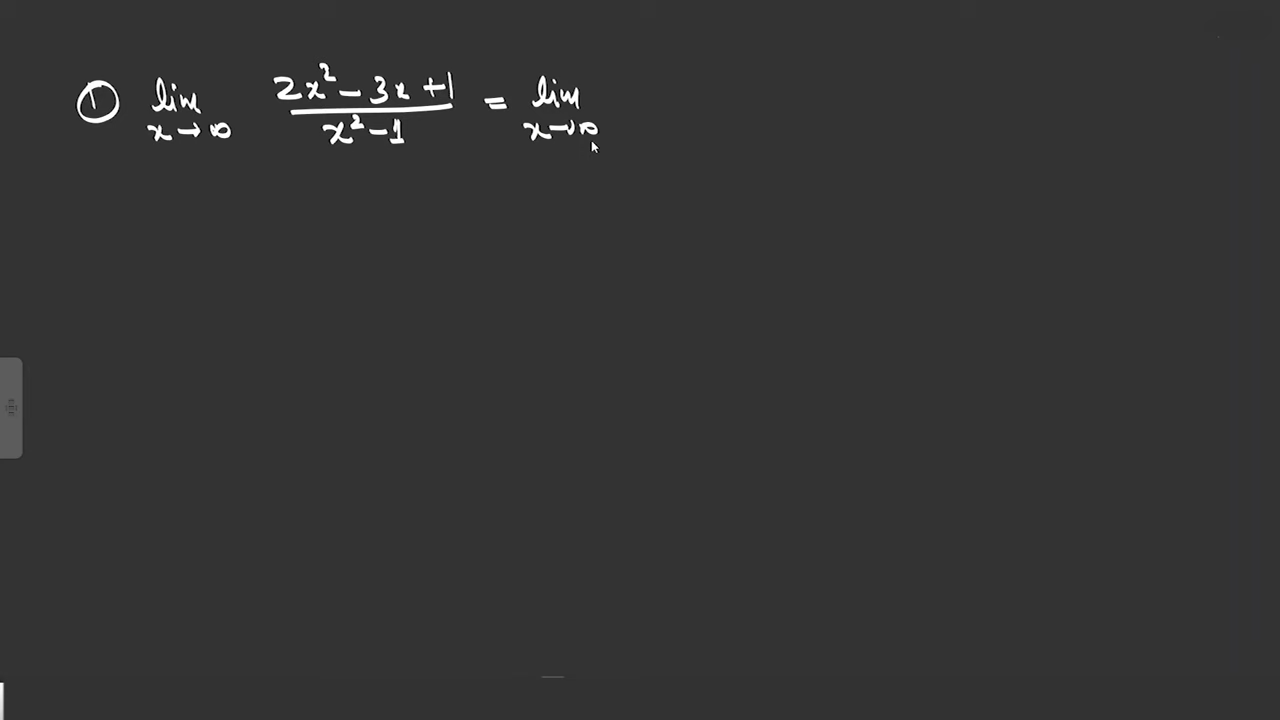 ① lim x→∞ (2x² - 3x + 1)/(x² - 1) = lim x→∞